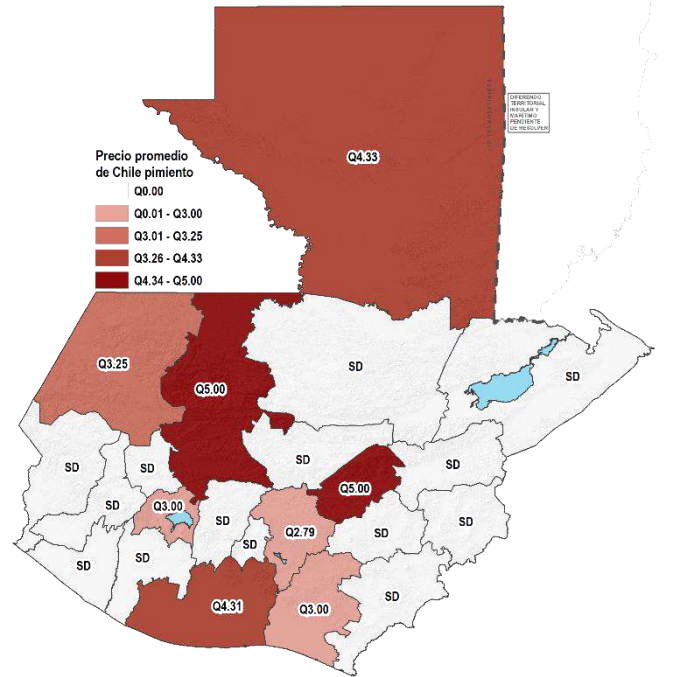 Q4.33
DIFERENDO
TERRITORIAL
INSULAR Y
MARÍTIMO
PENDIENTE
DE RESOLVER
Precio promedio
de Chile pimiento
Q0.00
Q0.01 - Q3.00
Q3.01 - Q3.25
Q3.26 - Q4.33
Q4.34 - Q5.00
Q3.25
Q5.00
SD
SD
SD
SD
SD
SD
Q5.00
SD
Q3.00
SD
Q2.79
SD
SD
SD
SD
SD
SD
Q4.31
Q3.00
SD